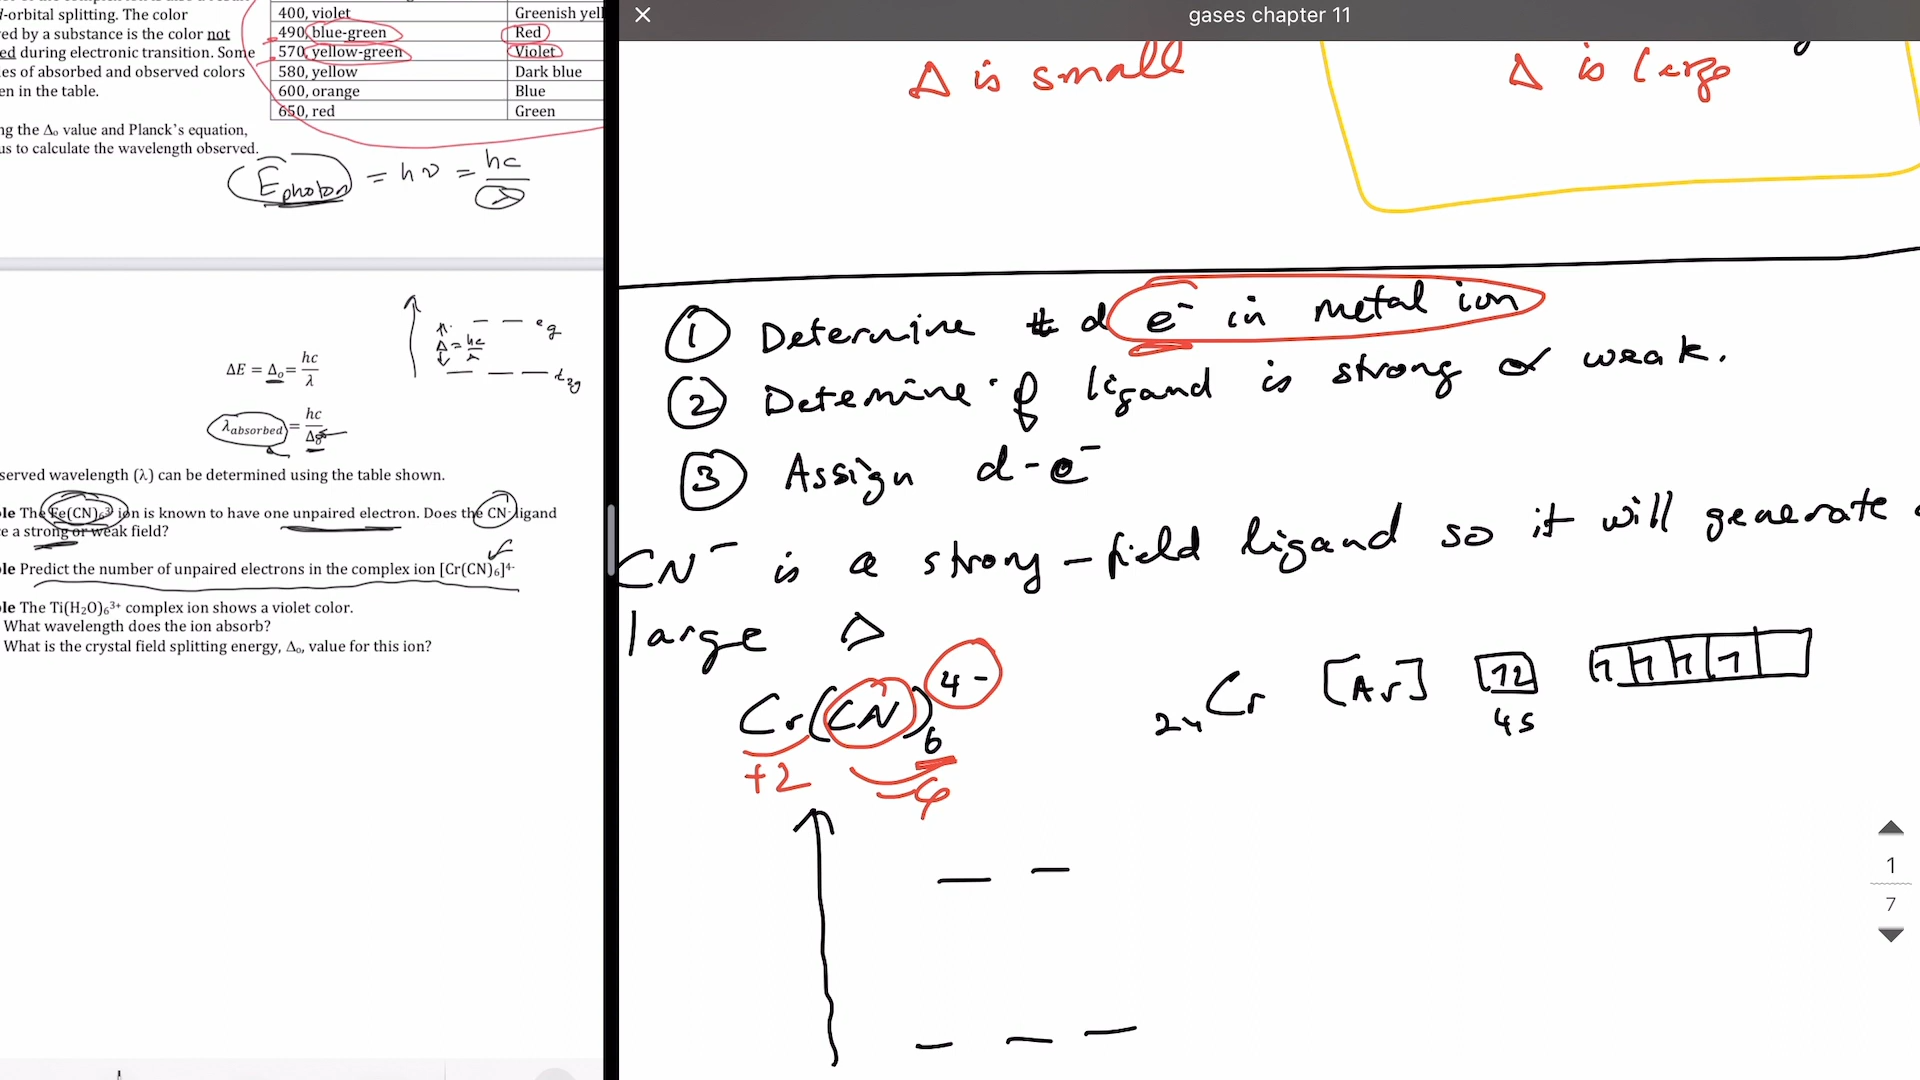 d-orbital splitting. The color
ed by a substance is the color not
ed during electronic transition. Some
es of absorbed and observed colors
en in the table.
400, violet Greenish yell
490, blue-green Red
570, yellow-green Violet
580, yellow Dark blue
600, orange Blue
650, red Green
ng the Δₒ value and Planck's equation,
us to calculate the wavelength observed.
E photon = hν = hc/λ
ΔE = Δₒ = hc/λ
Δ = hc/λ
eg
t2g
λabsorbed = hc/Δₒ
served wavelength (λ) can be determined using the table shown.
le The Fe(CN)₆³⁻ ion is known to have one unpaired electron. Does the CN⁻ ligand
e a strong or weak field?
le Predict the number of unpaired electrons in the complex ion [Cr(CN)₆]⁴⁻
le The Ti(H₂O)₆³⁺ complex ion shows a violet color.
What wavelength does the ion absorb?
What is the crystal field splitting energy, Δₒ, value for this ion?
gases chapter 11
Δ is small
Δ is large
① Determine # d e⁻ in metal ion
② Detemine if ligand is strong or weak.
③ Assign d-e⁻
CN⁻ is a strong-field ligand so it will generate
large Δ
Cr(CN)₆ 4-
+2 -6
₂₄Cr [Ar] 4s
1
7